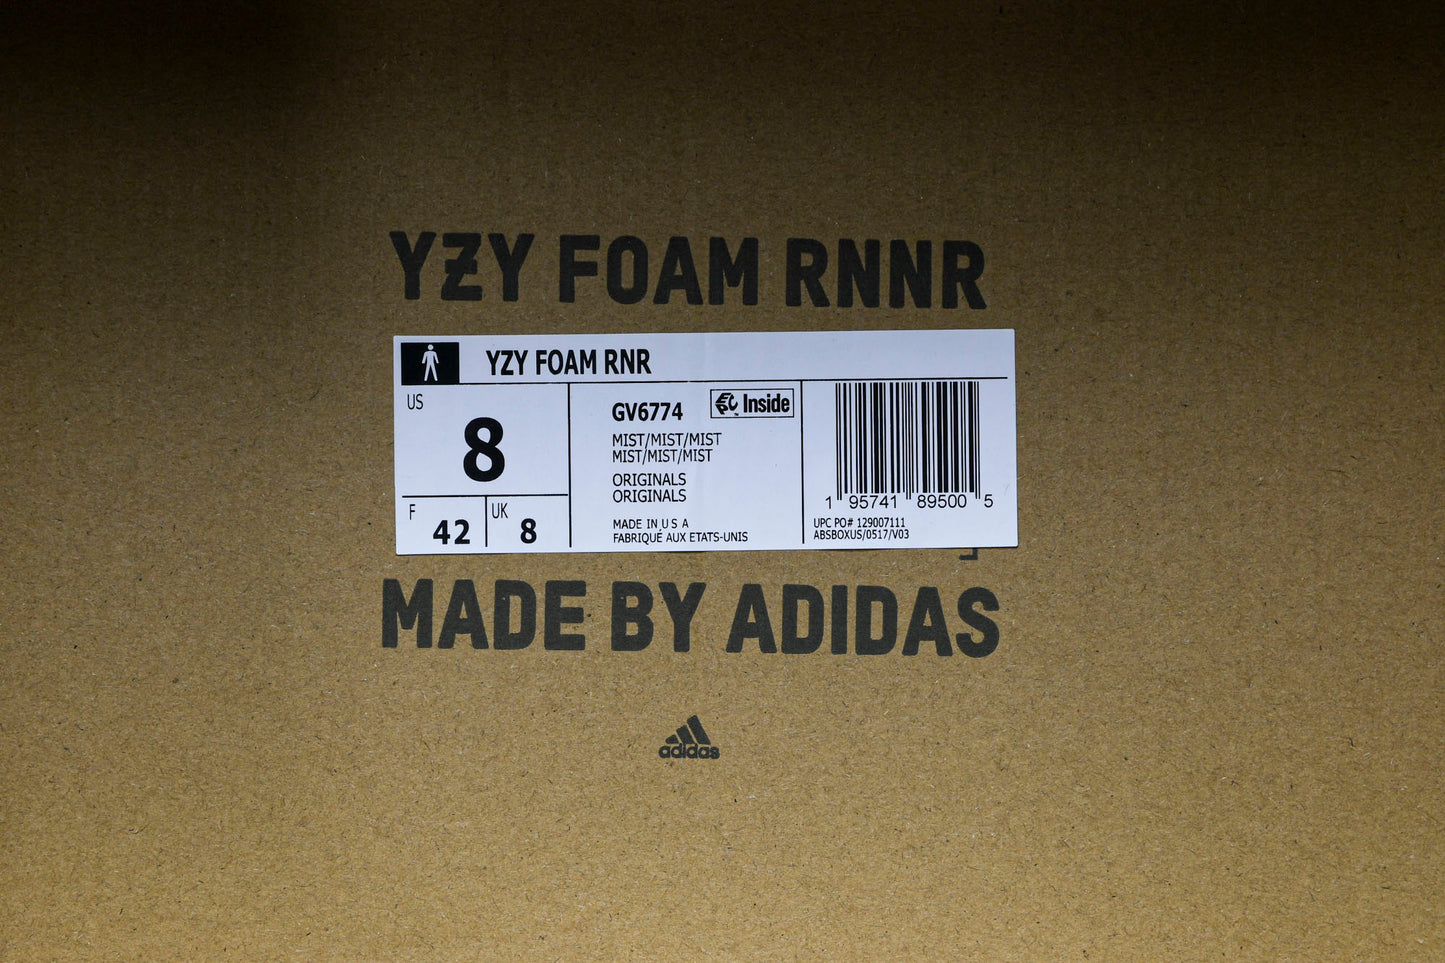 YZY FOAM RNNR
YZY FOAM RNR
US
8
F
42
UK
8
GV6774
Inside
MIST/MIST/MIST
MIST/MIST/MIST
ORIGINALS
ORIGINALS
MADE IN U S A
FABRIQUÉ AUX ETATS-UNIS
1 95741 89500 5
UPC PO# 129007111
ABSBOXUS/0517/V03
MADE BY ADIDAS
adidas